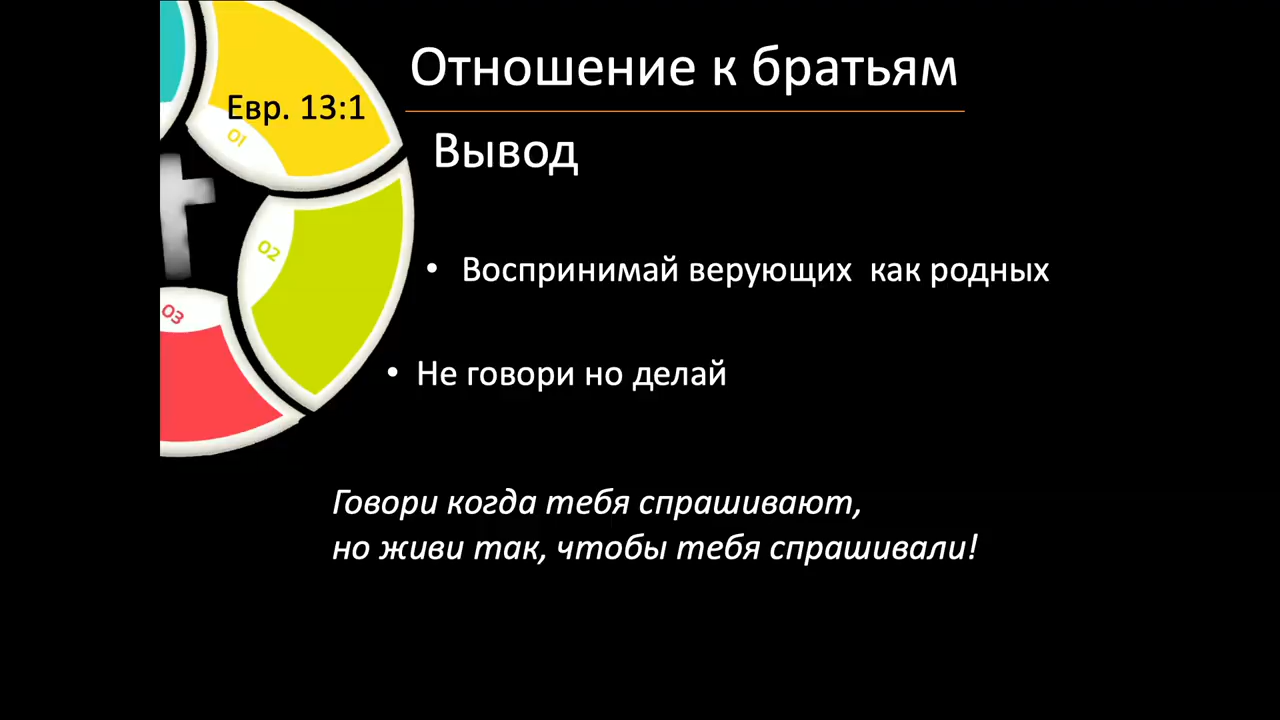 Отношение к братьям
Евр. 13:1
01
Вывод
02
• Воспринимай верующих как родных
03
• Не говори но делай
Говори когда тебя спрашивают,
но живи так, чтобы тебя спрашивали!